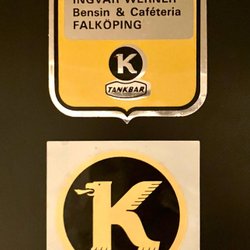 INGVAR WERNER
Bensin & Caféteria
FALKÖPING
K
TANKBAR
K